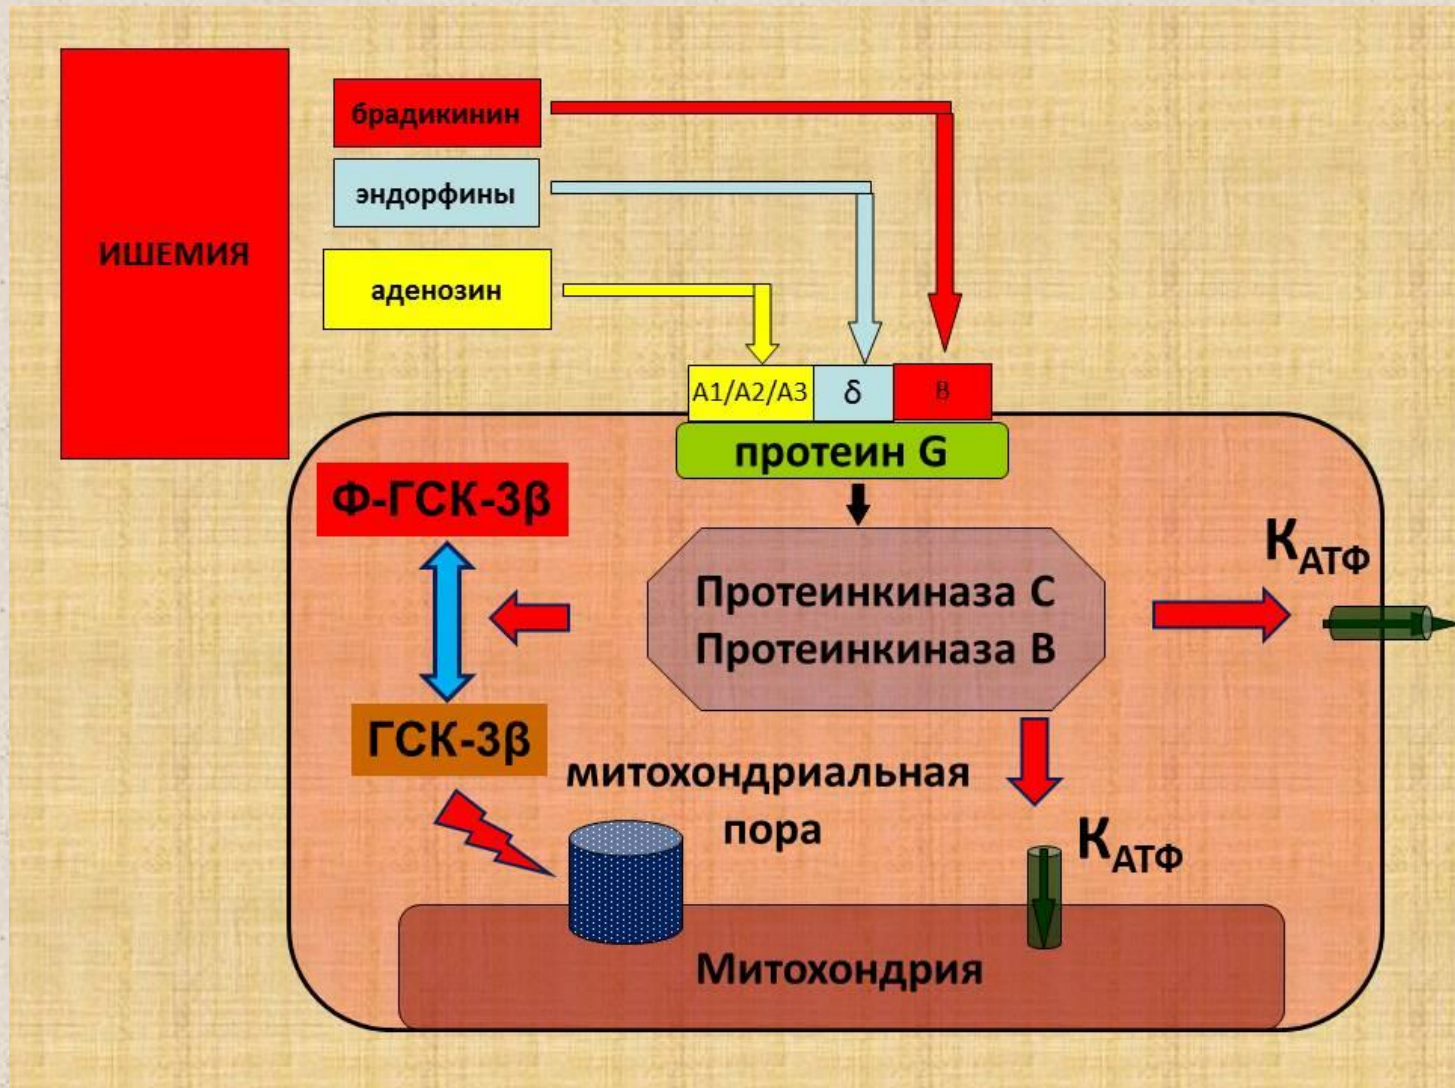 ИШЕМИЯ
брадикинин
эндорфины
аденозин
А1/А2/А3
δ
В
протеин G
Ф-ГСК-3β
Протеинкиназа С
Протеинкиназа В
КАТФ
ГСК-3β
митохондриальная
пора
КАТФ
Митохондрия